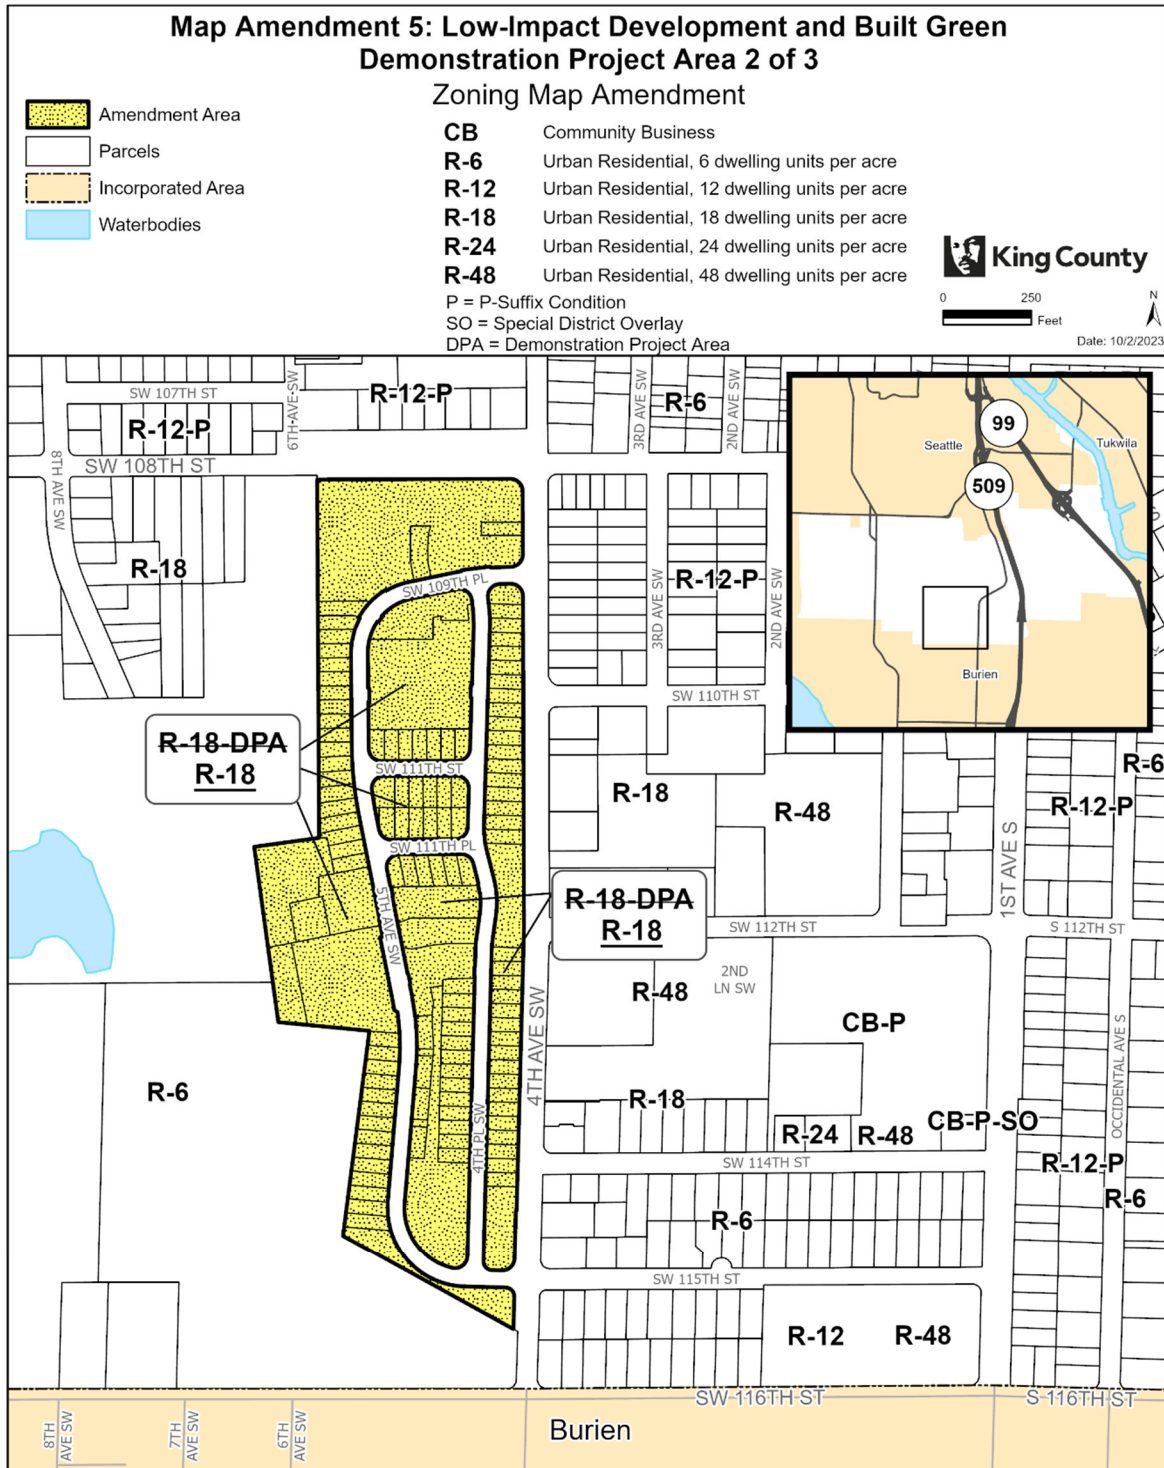 Map Amendment 5: Low-Impact Development and Built Green
Demonstration Project Area 2 of 3
Zoning Map Amendment
Amendment Area
Parcels
Incorporated Area
Waterbodies
CB Community Business
R-6 Urban Residential, 6 dwelling units per acre
R-12 Urban Residential, 12 dwelling units per acre
R-18 Urban Residential, 18 dwelling units per acre
R-24 Urban Residential, 24 dwelling units per acre
R-48 Urban Residential, 48 dwelling units per acre
P = P-Suffix Condition
SO = Special District Overlay
DPA = Demonstration Project Area
King County
0 250
Feet
N
Date: 10/2/2023
SW 107TH ST
6TH AVE SW
R-12-P
R-12-P
3RD AVE SW
R-6
2ND AVE SW
SW 108TH ST
8TH AVE SW
99
Seattle
Tukwila
509
Burien
R-18
SW 109TH PL
3RD AVE SW
R-12-P
2ND AVE SW
SW 110TH ST
R-18-DPA
R-18
SW 111TH ST
R-18
R-48
R-6
R-12-P
SW 111TH PL
1ST AVE S
5TH AVE SW
R-18-DPA
R-18
SW 112TH ST
S 112TH ST
2ND
LN SW
R-48
4TH AVE SW
CB-P
OCCIDENTAL AVE S
R-6
R-18
4TH PL SW
R-24
R-48
CB-P-SO
SW 114TH ST
R-12-P
R-6
R-6
SW 115TH ST
R-12
R-48
SW 116TH ST
S 116TH ST
8TH
AVE SW
7TH
AVE SW
6TH
AVE SW
Burien